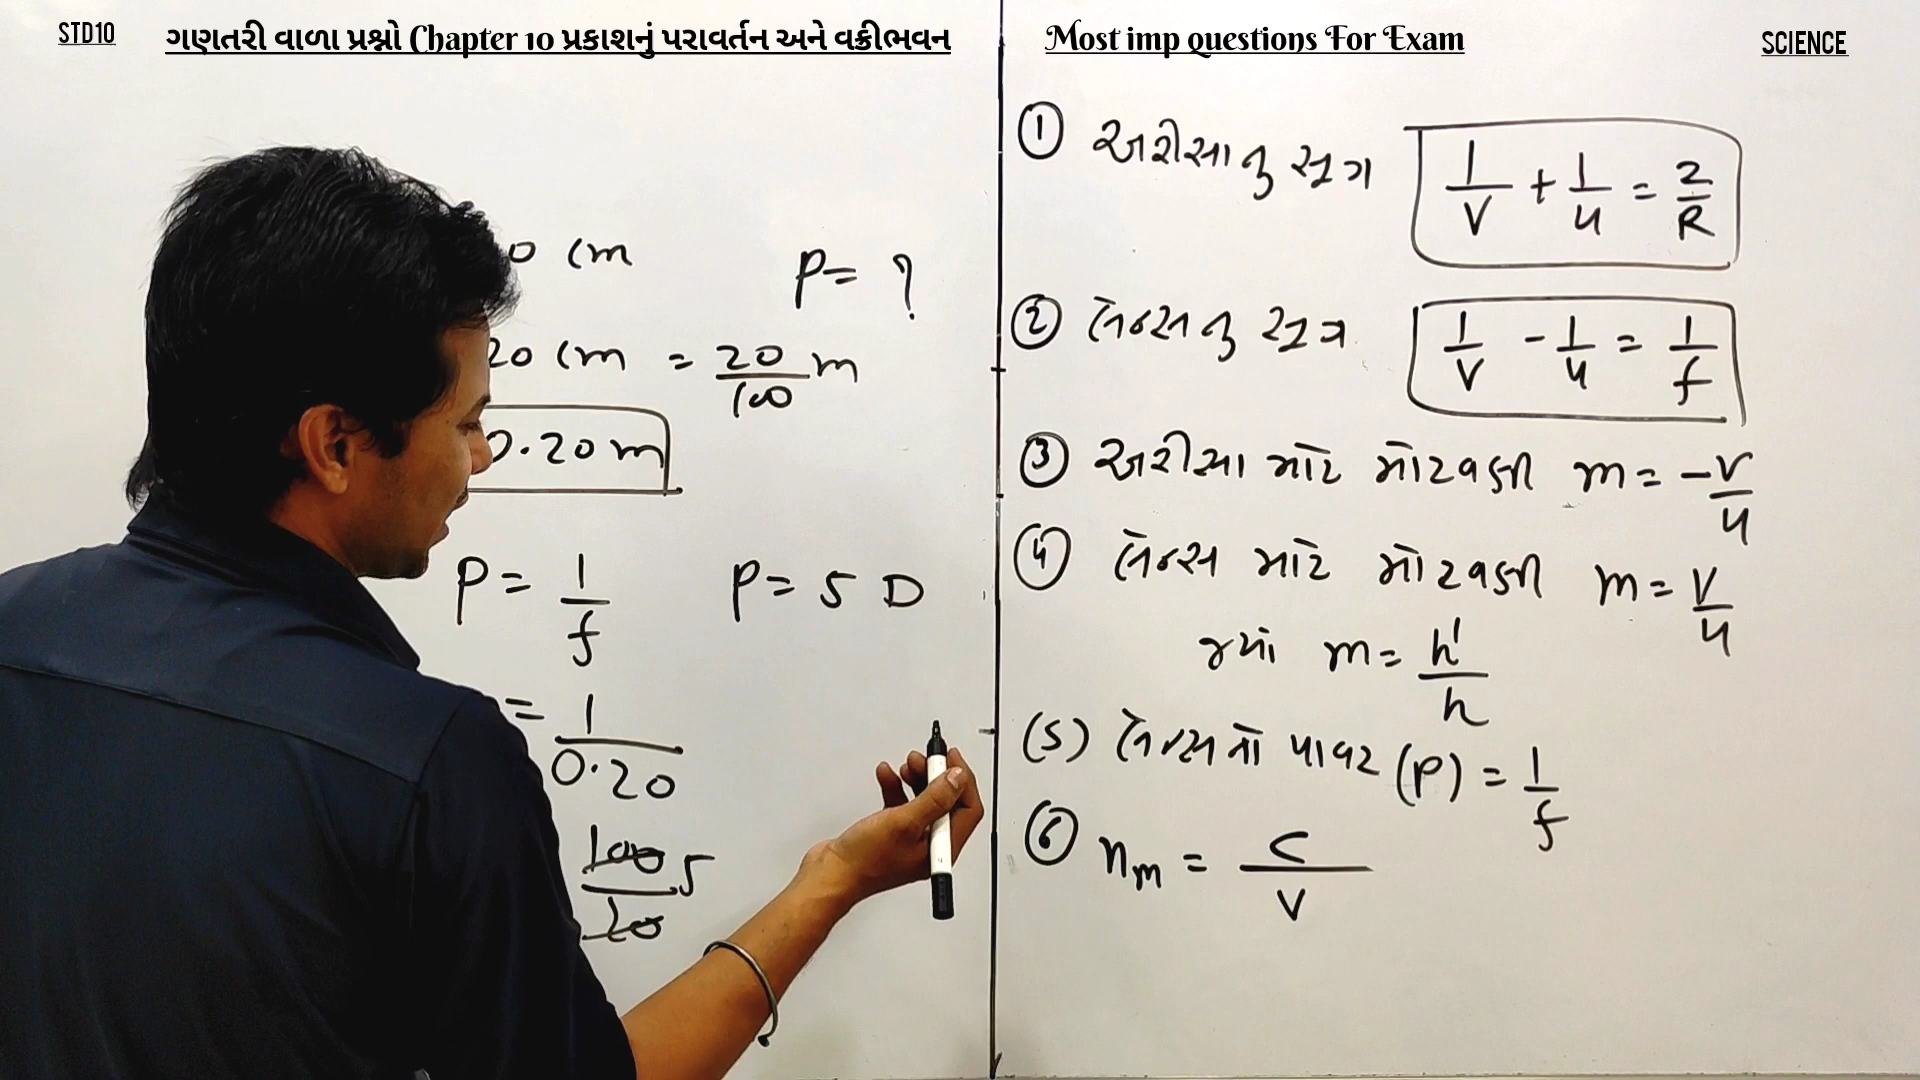 STD10
ગણતરી વાળા પ્રશ્નો Chapter 10 પ્રકાશનું પરાવર્તન અને વક્રીભવન
Most imp questions For Exam
SCIENCE
0 cm
P = ?
20 cm = 20/100 m
0.20 m
P = 1/f
P = 5 D
= 1/0.20
100/20 5
① અરીસાનું સુત્ર 1/v + 1/u = 2/R
② લેન્સનું સુત્ર 1/v - 1/u = 1/f
③ અરીસા માટે મોટવણી m = -v/u
④ લેન્સ માટે મોટવણી m = v/u
જ્યાં m = h'/h
(5) લેન્સનો પાવર (P) = 1/f
⑥ nm = c/v